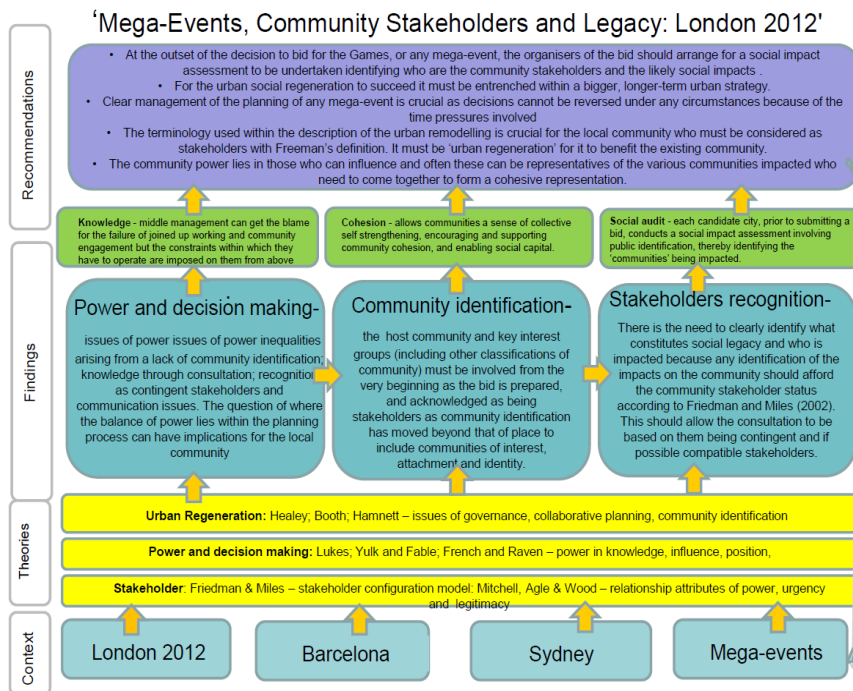 ‘Mega-Events, Community Stakeholders and Legacy: London 2012'
Recommendations
• At the outset of the decision to bid for the Games, or any mega-event, the organisers of the bid should arrange for a social impact
assessment to be undertaken identifying who are the community stakeholders and the likely social impacts .
• For the urban social regeneration to succeed it must be entrenched within a bigger, longer-term urban strategy.
• Clear management of the planning of any mega-event is crucial as decisions cannot be reversed under any circumstances because of the
time pressures involved
• The terminology used within the description of the urban remodelling is crucial for the local community who must be considered as
stakeholders with Freeman's definition. It must be ‘urban regeneration’ for it to benefit the existing community.
• The community power lies in those who can influence and often these can be representatives of the various communities impacted who
need to come together to form a cohesive representation.
Findings
Knowledge - middle management can get the blame
for the failure of joined up working and community
engagement but the constraints within which they
have to operate are imposed on them from above
Cohesion - allows communities a sense of collective
self strengthening, encouraging and supporting
community cohesion, and enabling social capital.
Social audit - each candidate city, prior to submitting a
bid, conducts a social impact assessment involving
public identification, thereby identifying the
‘communities’ being impacted.
Power and decision making-
issues of power issues of power inequalities
arising from a lack of community identification;
knowledge through consultation; recognition
as contingent stakeholders and
communication issues. The question of where
the balance of power lies within the planning
process can have implications for the local
community
Community identification-
the host community and key interest
groups (including other classifications of
community) must be involved from the
very beginning as the bid is prepared,
and acknowledged as being
stakeholders as community identification
has moved beyond that of place to
include communities of interest,
attachment and identity.
Stakeholders recognition-
There is the need to clearly identify what
constitutes social legacy and who is
impacted because any identification of the
impacts on the community should afford
the community stakeholder status
according to Friedman and Miles (2002).
This should allow the consultation to be
based on them being contingent and if
possible compatible stakeholders.
Theories
Urban Regeneration: Healey; Booth; Hamnett – issues of governance, collaborative planning, community identification
Power and decision making: Lukes; Yulk and Fable; French and Raven – power in knowledge, influence, position,
Stakeholder: Friedman & Miles – stakeholder configuration model: Mitchell, Agle & Wood – relationship attributes of power, urgency
and legitimacy
Context
London 2012
Barcelona
Sydney
Mega-events